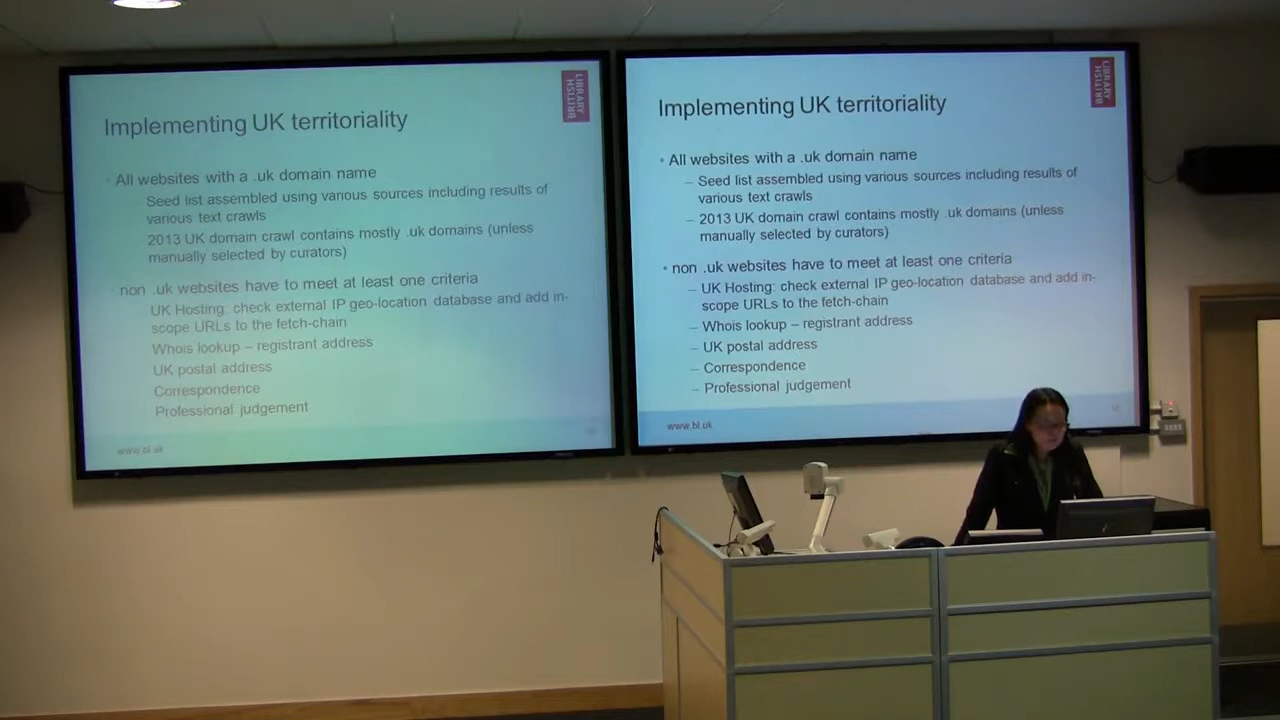 BRITISH
LIBRARY
Implementing UK territoriality
All websites with a .uk domain name
Seed list assembled using various sources including results of
various text crawls
2013 UK domain crawl contains mostly .uk domains (unless
manually selected by curators)
non .uk websites have to meet at least one criteria
UK Hosting: check external IP geo-location database and add in-
scope URLs to the fetch-chain
Whois lookup – registrant address
UK postal address
Correspondence
Professional judgement
www.bl.uk
BRITISH
LIBRARY
Implementing UK territoriality
• All websites with a .uk domain name
– Seed list assembled using various sources including results of
various text crawls
– 2013 UK domain crawl contains mostly .uk domains (unless
manually selected by curators)
• non .uk websites have to meet at least one criteria
– UK Hosting: check external IP geo-location database and add in-
scope URLs to the fetch-chain
– Whois lookup – registrant address
– UK postal address
– Correspondence
– Professional judgement
www.bl.uk